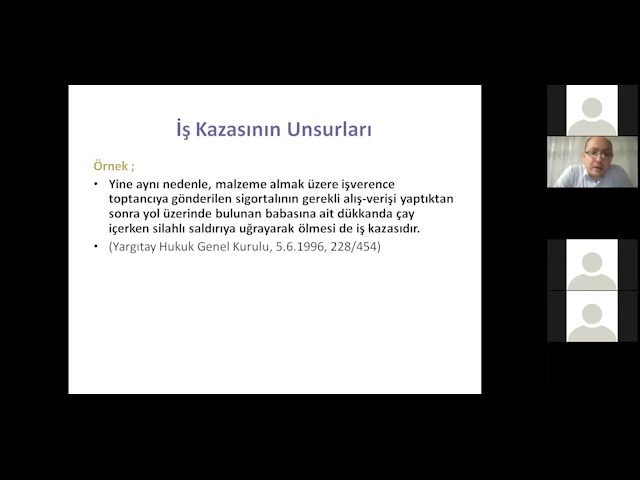 İş Kazasının Unsurları
Örnek ;
• Yine aynı nedenle, malzeme almak üzere işverence
toptancıya gönderilen sigortalının gerekli alış-verişi yaptıktan
sonra yol üzerinde bulunan babasına ait dükkanda çay
içerken silahlı saldırıya uğrayarak ölmesi de iş kazasıdır.
• (Yargıtay Hukuk Genel Kurulu, 5.6.1996, 228/454)